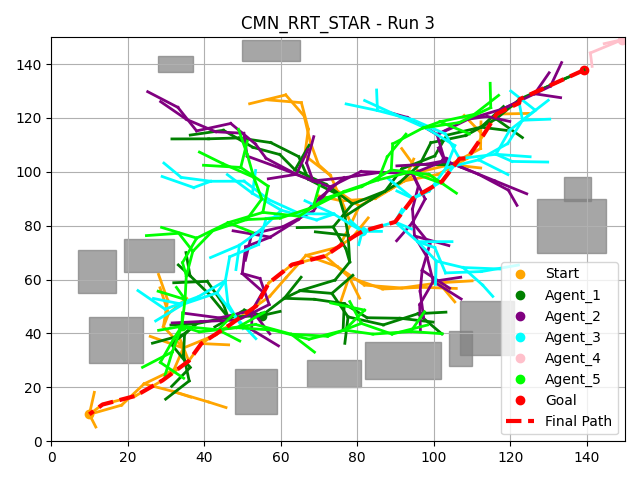 CMN_RRT_STAR - Run 3
140
120
100
80
60
40
20
0
0 20 40 60 80 100 120 140
Start
Agent_1
Agent_2
Agent_3
Agent_4
Agent_5
Goal
Final Path